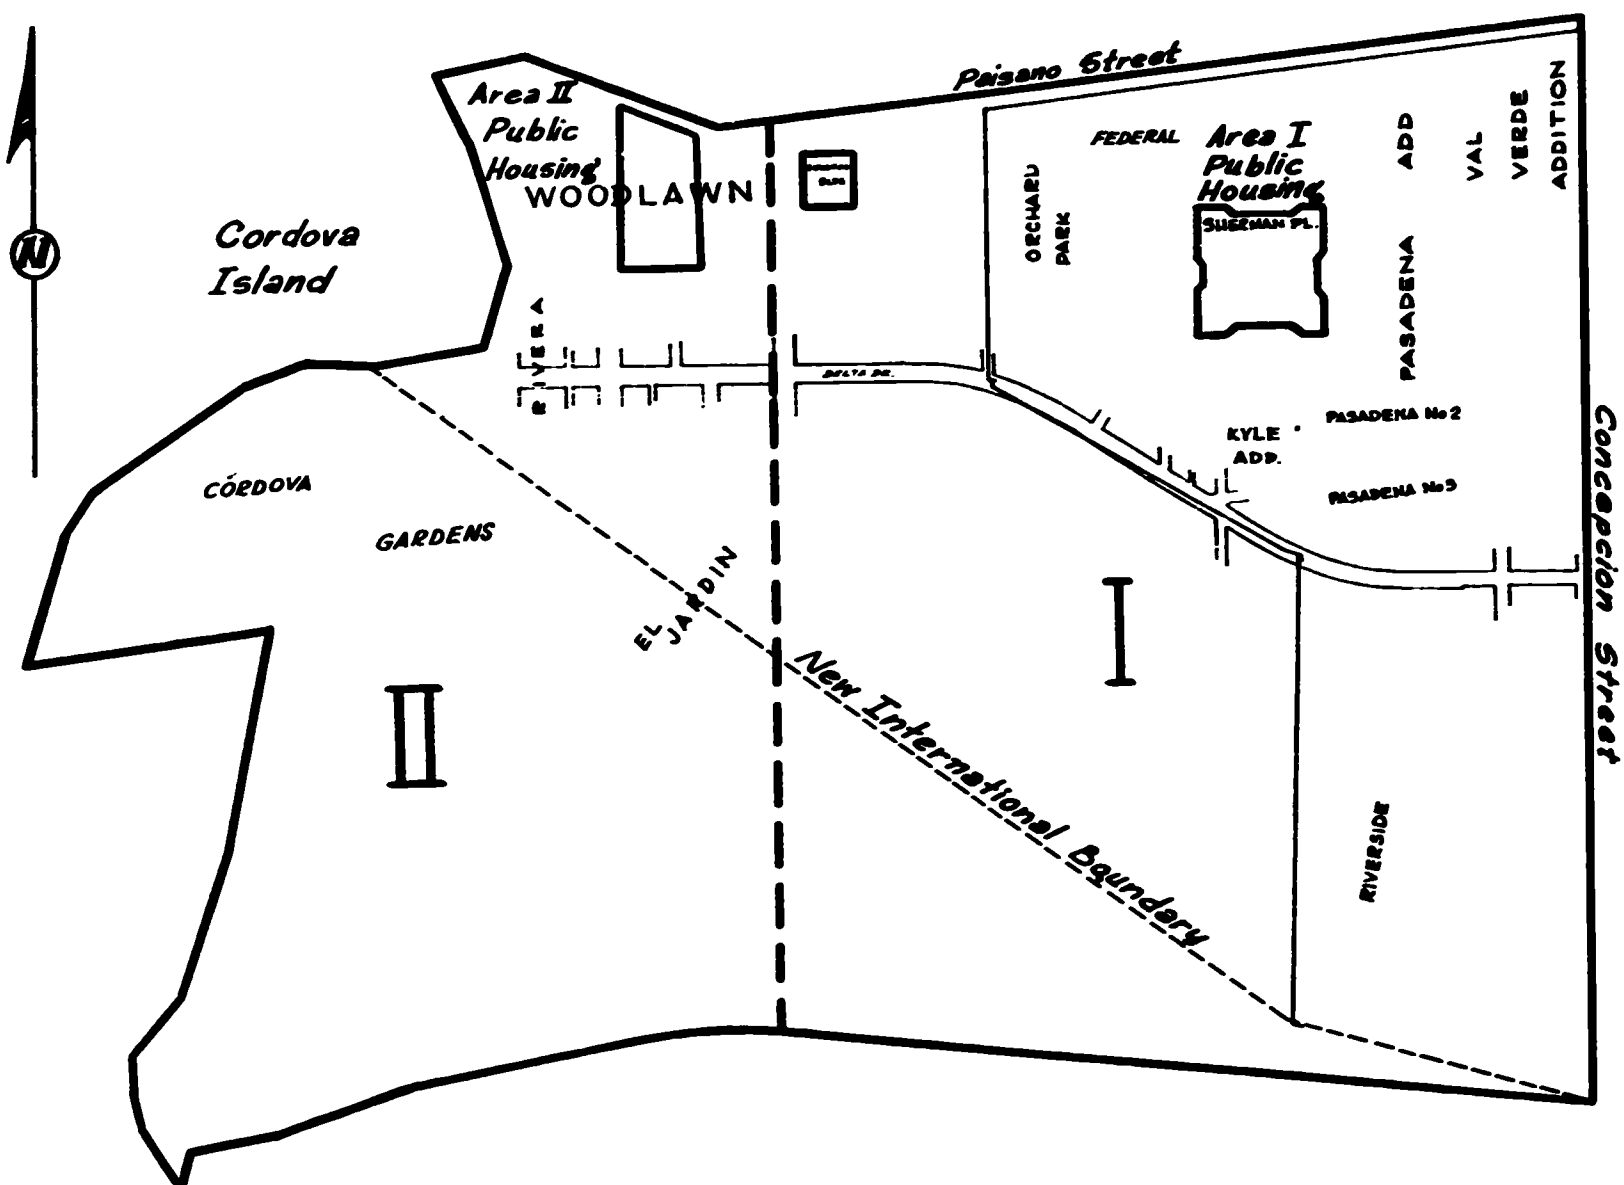 Paisano Street
Area II
Public
Housing
WOODLAWN
FEDERAL
Area I
Public
Housing
SHERMAN PL.
ORCHARD
PARK
PASADENA ADD
VAL
VERDE
ADDITION
Cordova
Island
N
RIVERA
DELTA DR.
KYLE
ADD.
PASADENA No 2
PASADENA No 3
Concepcion Street
CÓRDOVA
GARDENS
EL
JARDIN
I
II
New International Boundary
RIVERSIDE